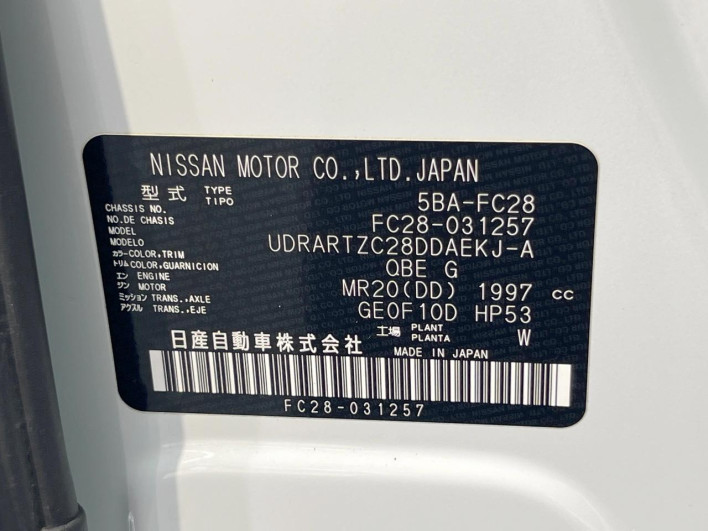 NISSAN MOTOR CO.,LTD.JAPAN
型式 TYPE TIPO 5BA-FC28
CHASSIS NO. NO.DE CHASIS FC28-031257
MODEL MODELO UDRARTZC28DDAEKJ-A
カラー COLOR,TRIM トリム COLOR,GUARNICION QBE G
エン ENGINE ジン MOTOR MR20(DD) 1997 cc
ミッション TRANS.,AXLE アクスル TRANS.,EJE GE0F10D HP53
工場 PLANT PLANTA W
日産自動車株式会社 MADE IN JAPAN
FC28-031257